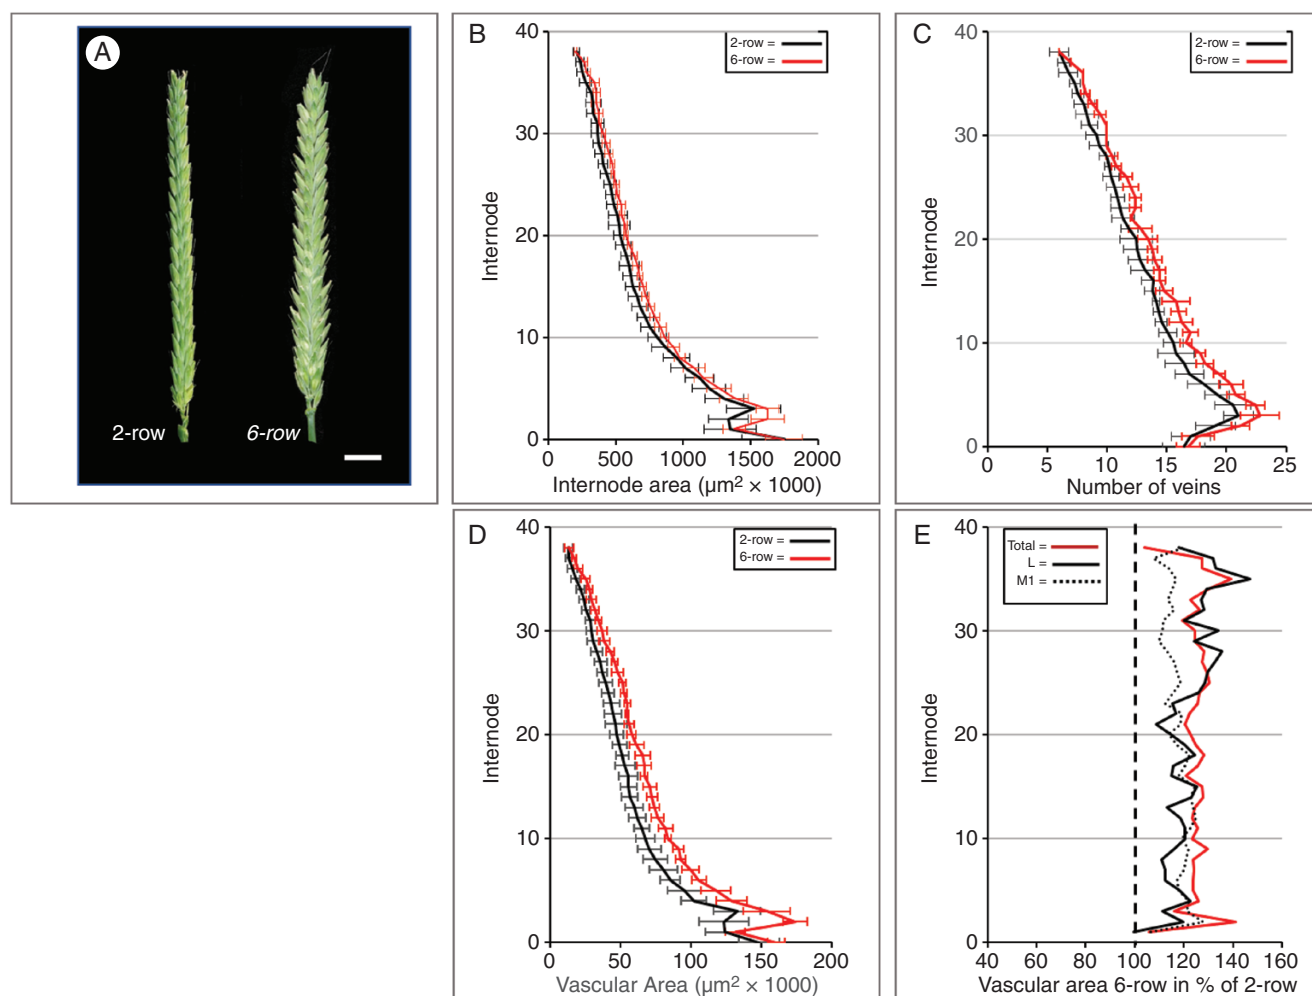 A
2-row
6-row
B
2-row =
6-row =
40
30
20
10
0
Internode
0 500 1000 1500 2000
Internode area (µm² × 1000)
C
2-row =
6-row =
40
30
20
10
0
Internode
0 5 10 15 20 25
Number of veins
D
2-row =
6-row =
40
30
20
10
0
Internode
0 50 100 150 200
Vascular Area (µm² × 1000)
E
Total =
L =
M1 =
40
30
20
10
0
Internode
40 60 80 100 120 140 160
Vascular area 6-row in % of 2-row